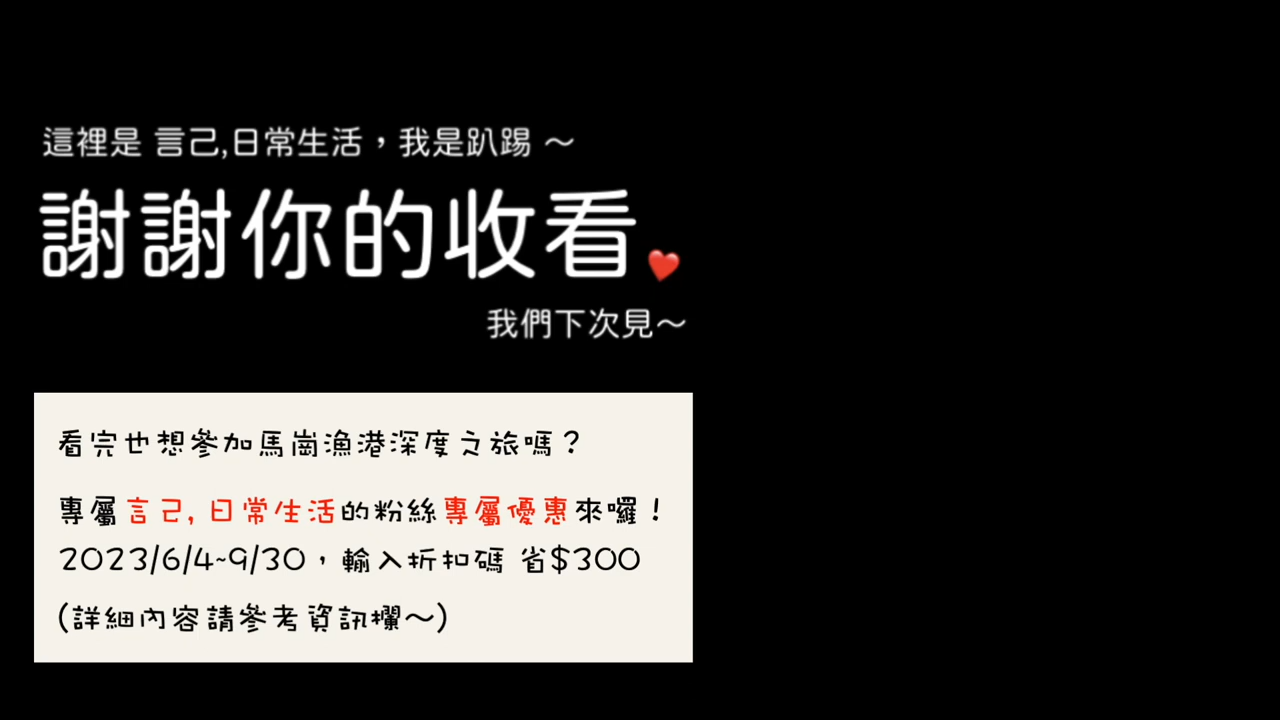 這裡是 言己,日常生活，我是趴踢 ～
謝謝你的收看
我們下次見～
看完也想參加馬崗漁港深度之旅嗎？
專屬言己, 日常生活的粉絲專屬優惠來囉！
2023/6/4~9/30，輸入折扣碼 省$300
(詳細內容請參考資訊欄～)